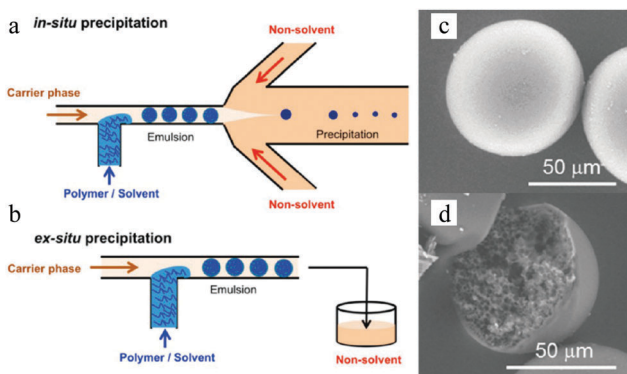 a
in-situ precipitation
Non-solvent
Carrier phase
Emulsion
Precipitation
Polymer / Solvent
Non-solvent
b
ex-situ precipitation
Carrier phase
Emulsion
Polymer / Solvent
Non-solvent
c
50 µm
d
50 µm